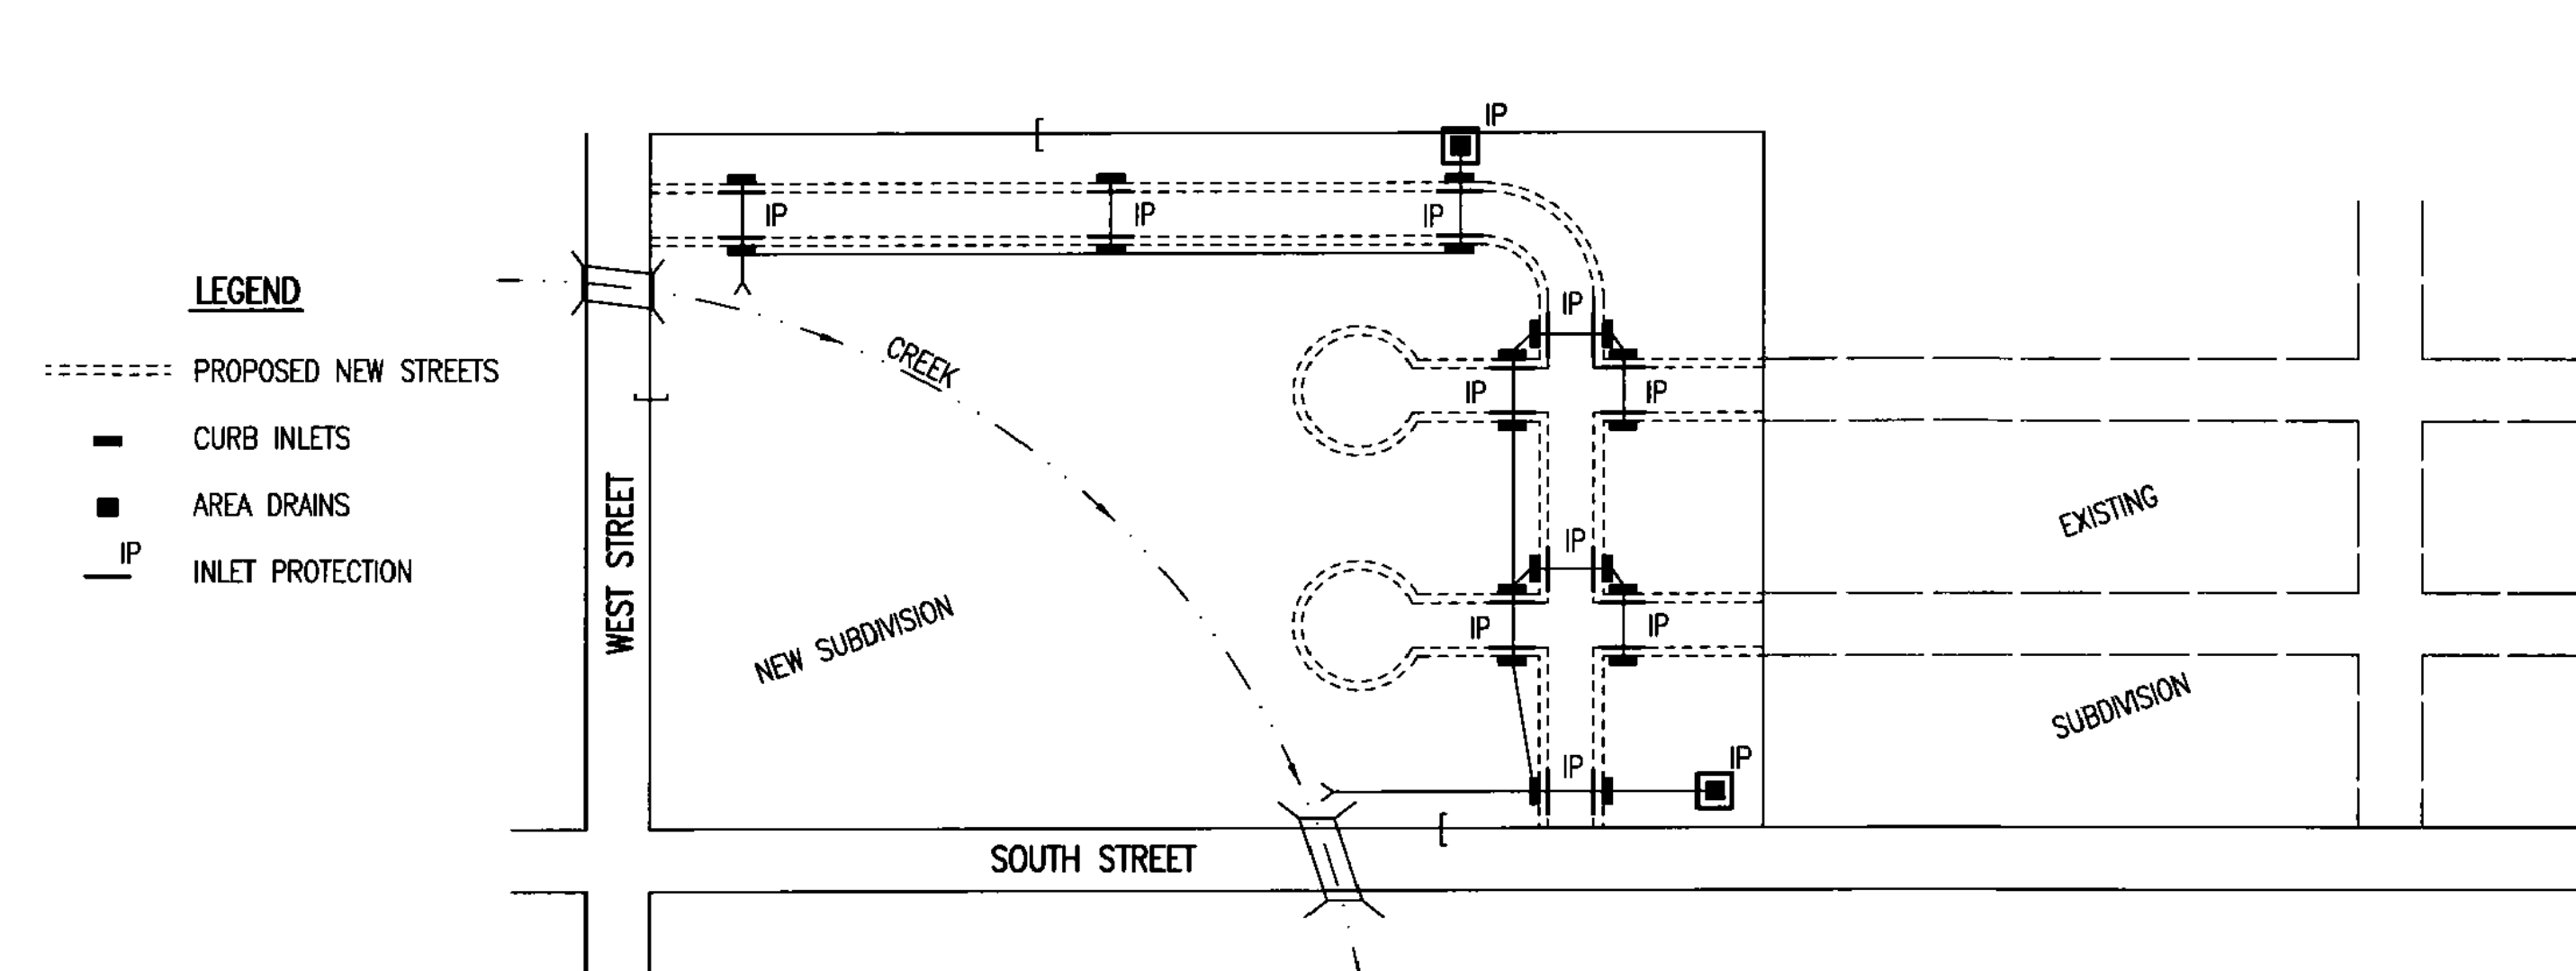 IP
IP
IP
IP
LEGEND
PROPOSED NEW STREETS
CURB INLETS
AREA DRAINS
IP
INLET PROTECTION
WEST STREET
CREEK
NEW SUBDIVISION
IP
IP
IP
IP
IP
IP
IP
IP
EXISTING
SUBDIVISION
SOUTH STREET